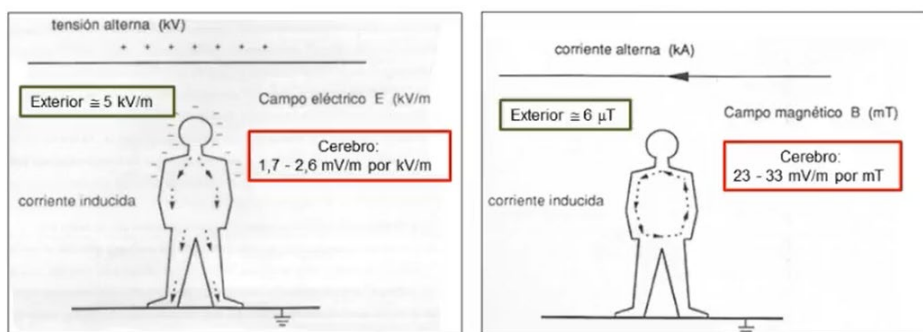 tensión alterna (kV)
+ + + + + + +
Exterior ≅ 5 kV/m
Campo eléctrico E (kV/m
Cerebro:
1,7 - 2,6 mV/m por kV/m
corriente inducida
corriente alterna (kA)
Exterior ≅ 6 µT
Campo magnético B (mT)
Cerebro:
23 - 33 mV/m por mT
corriente inducida